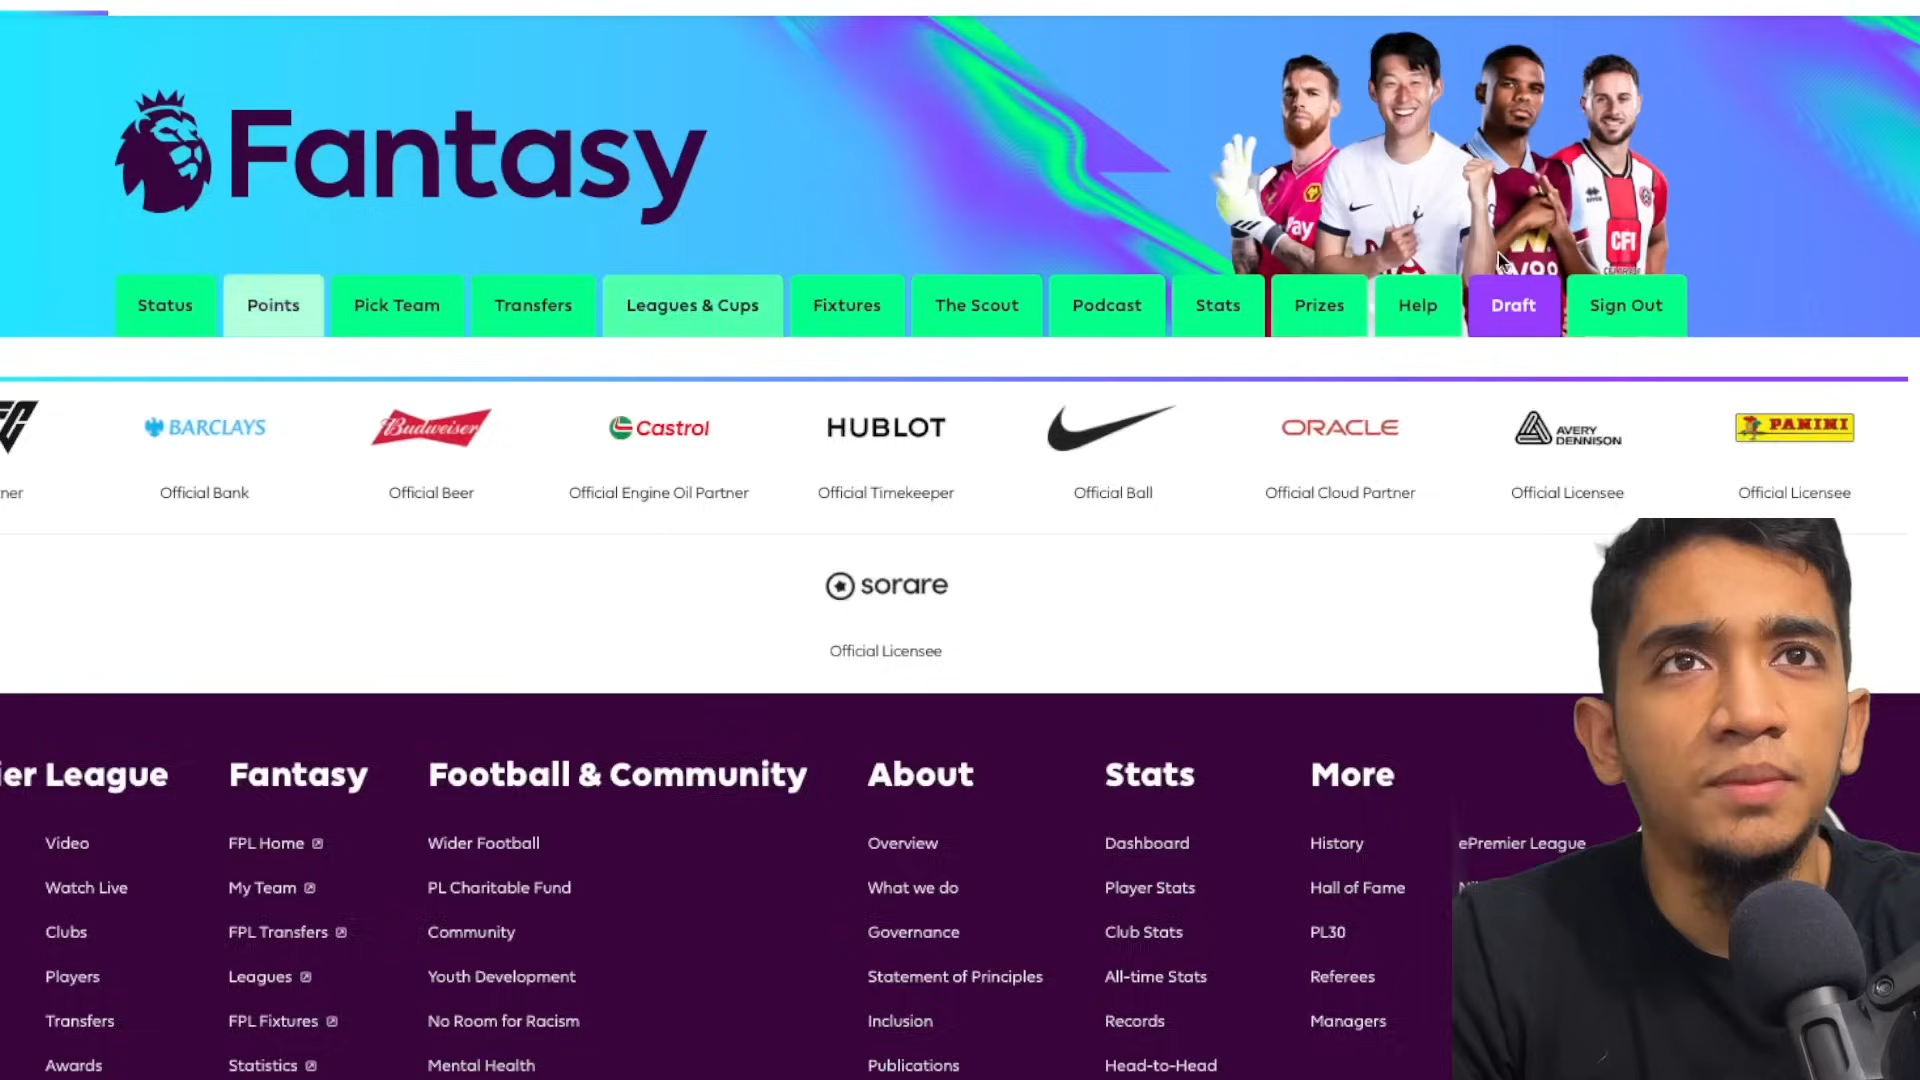 Fantasy
Status Points Pick Team Transfers Leagues & Cups Fixtures The Scout Podcast Stats Prizes Help Draft Sign Out
BARCLAYS Budweiser Castrol HUBLOT ORACLE AVERY DENNISON PANINI
Official Bank Official Beer Official Engine Oil Partner Official Timekeeper Official Ball Official Cloud Partner Official Licensee Official Licensee
sorare
Official Licensee
League Fantasy Football & Community About Stats More
Video FPL Home Wider Football Overview Dashboard History ePremier League
Watch Live My Team PL Charitable Fund What we do Player Stats Hall of Fame
Clubs FPL Transfers Community Governance Club Stats PL30
Players Leagues Youth Development Statement of Principles All-time Stats Referees
Transfers FPL Fixtures No Room for Racism Inclusion Records Managers
Awards Statistics Mental Health Publications Head-to-Head